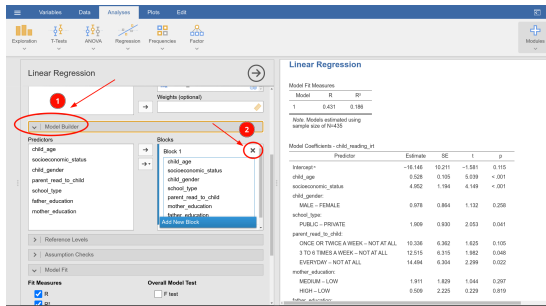 Variables Data Analyses Plots Edit
Exploration T-Tests ANOVA Regression Frequencies Factor Modules
Linear Regression
Weights (optional)
1
2
Model Builder
Predictors
child_age
socioeconomic_status
child_gender
parent_read_to_child
school_type
father_education
mother_education
Blocks
Block 1
child_age
socioeconomic_status
child_gender
school_type
parent_read_to_child
mother_education
father_education
Add New Block
Reference Levels
Assumption Checks
Model Fit
Fit Measures
R
R²
Overall Model Test
F test
Linear Regression
Model Fit Measures
Model R R²
1 0.431 0.186
Note. Models estimated using
sample size of N=435
Model Coefficients - child_reading_irt
Predictor Estimate SE t p
Intercept ᵃ −16.146 10.211 −1.581 0.115
child_age 0.528 0.105 5.039 < .001
socioeconomic_status 4.952 1.194 4.149 < .001
child_gender:
MALE – FEMALE 0.978 0.864 1.132 0.258
school_type:
PUBLIC – PRIVATE 1.909 0.930 2.053 0.041
parent_read_to_child:
ONCE OR TWICE A WEEK – NOT AT ALL 10.336 6.362 1.625 0.105
3 TO 6 TIMES A WEEK – NOT AT ALL 12.515 6.315 1.982 0.048
EVERYDAY – NOT AT ALL 14.494 6.304 2.299 0.022
mother_education:
MEDIUM – LOW 1.911 1.829 1.044 0.297
HIGH – LOW 0.509 2.225 0.229 0.819
father_education: